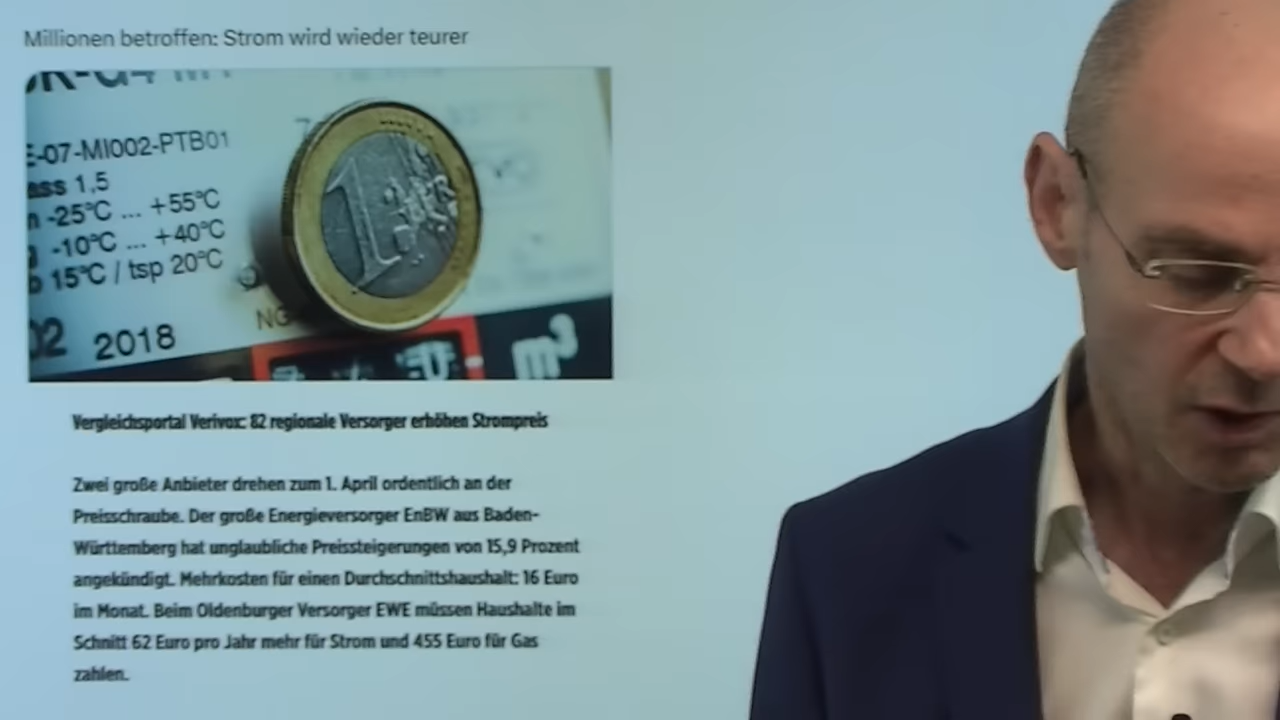 Millionen betroffen: Strom wird wieder teurer
E-07-MI002-PTB01
ass 1,5
-25°C ... +55°C
-10°C ... +40°C
15°C / tsp 20°C
02 2018
NG
m³
Vergleichsportal Verivox: 82 regionale Versorger erhöhen Strompreis
Zwei große Anbieter drehen zum 1. April ordentlich an der
Preisschraube. Der große Energieversorger EnBW aus Baden-
Württemberg hat unglaubliche Preissteigerungen von 15,9 Prozent
angekündigt. Mehrkosten für einen Durchschnittshaushalt: 16 Euro
im Monat. Beim Oldenburger Versorger EWE müssen Haushalte im
Schnitt 62 Euro pro Jahr mehr für Strom und 455 Euro für Gas
zahlen.